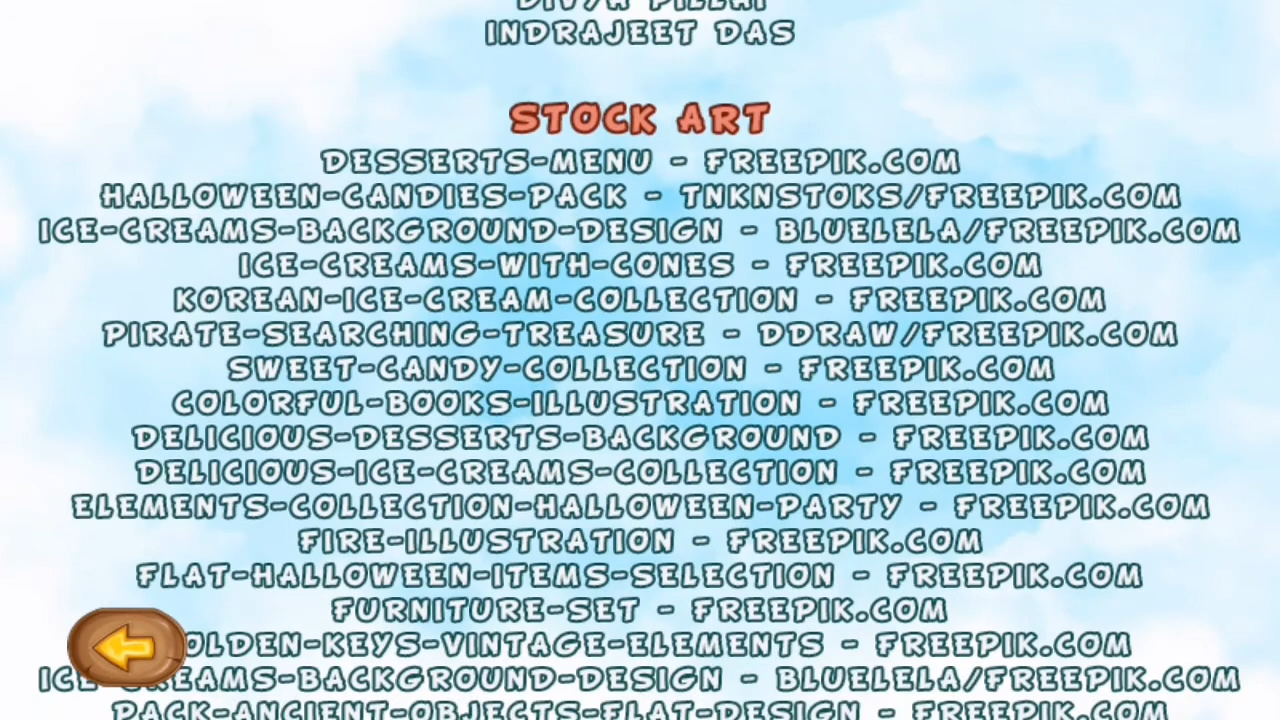 DIVYA PILLAI
INDRAJEET DAS
STOCK ART
DESSERTS-MENU - FREEPIK.COM
HALLOWEEN-CANDIES-PACK - TNKNSTOKS/FREEPIK.COM
ICE-CREAMS-BACKGROUND-DESIGN - BLUELELA/FREEPIK.COM
ICE-CREAMS-WITH-CONES - FREEPIK.COM
KOREAN-ICE-CREAM-COLLECTION - FREEPIK.COM
PIRATE-SEARCHING-TREASURE - DDRAW/FREEPIK.COM
SWEET-CANDY-COLLECTION - FREEPIK.COM
COLORFUL-BOOKS-ILLUSTRATION - FREEPIK.COM
DELICIOUS-DESSERTS-BACKGROUND - FREEPIK.COM
DELICIOUS-ICE-CREAMS-COLLECTION - FREEPIK.COM
ELEMENTS-COLLECTION-HALLOWEEN-PARTY - FREEPIK.COM
FIRE-ILLUSTRATION - FREEPIK.COM
FLAT-HALLOWEEN-ITEMS-SELECTION - FREEPIK.COM
FURNITURE-SET - FREEPIK.COM
OLDEN-KEYS-VINTAGE-ELEMENTS - FREEPIK.COM
ICE-CREAMS-BACKGROUND-DESIGN - BLUELELA/FREEPIK.COM
PACK-ANCIENT-OBJECTS-FLAT-DESIGN - FREEPIK.COM